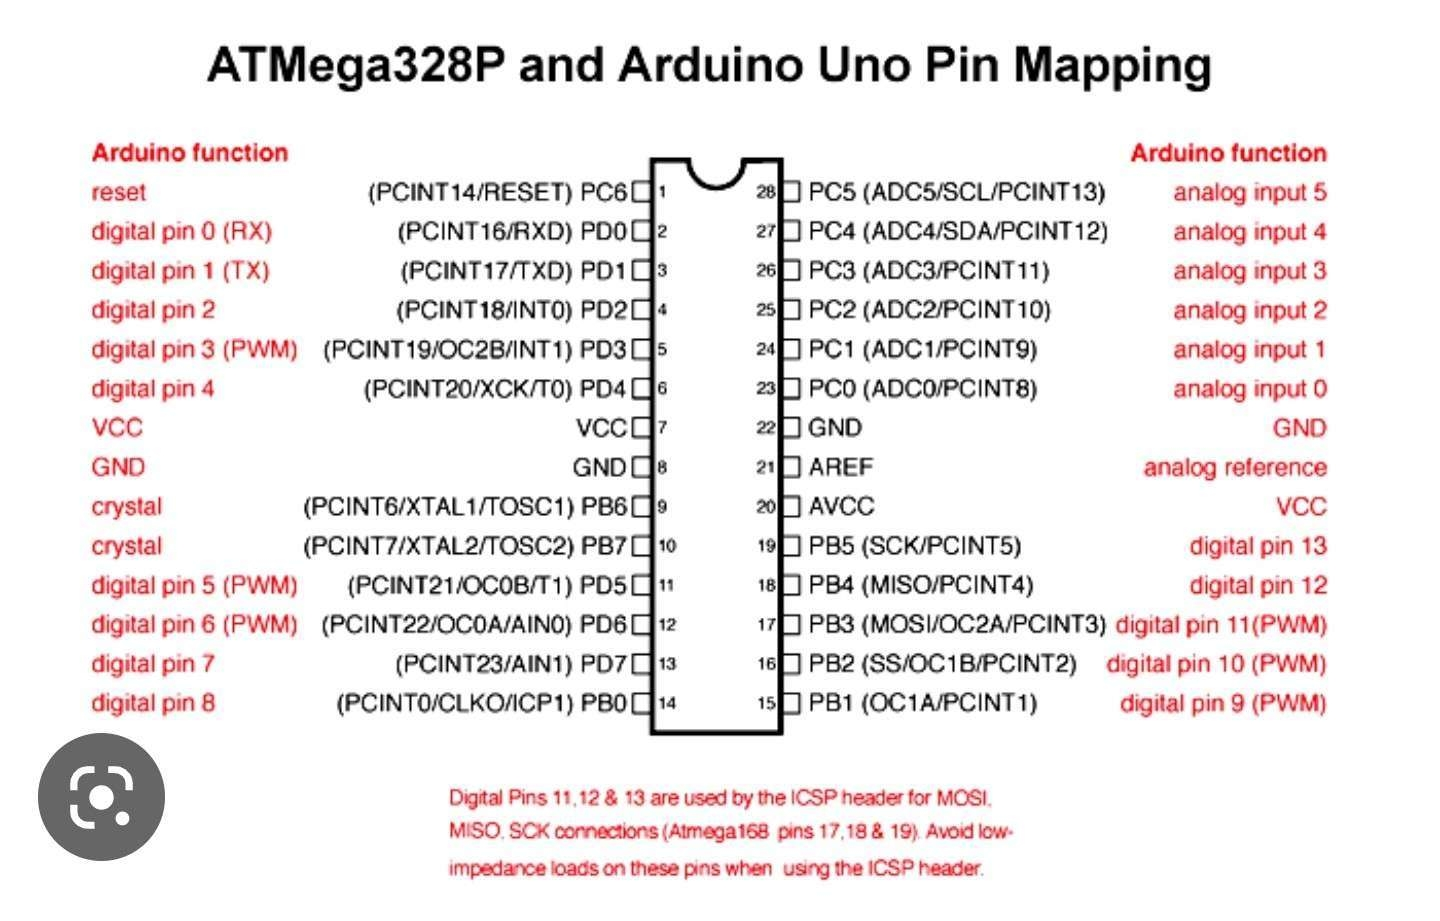 ATMega328P and Arduino Uno Pin Mapping
Arduino function Arduino function
reset (PCINT14/RESET) PC6 1 28 PC5 (ADC5/SCL/PCINT13) analog input 5
digital pin 0 (RX) (PCINT16/RXD) PD0 2 27 PC4 (ADC4/SDA/PCINT12) analog input 4
digital pin 1 (TX) (PCINT17/TXD) PD1 3 26 PC3 (ADC3/PCINT11) analog input 3
digital pin 2 (PCINT18/INT0) PD2 4 25 PC2 (ADC2/PCINT10) analog input 2
digital pin 3 (PWM) (PCINT19/OC2B/INT1) PD3 5 24 PC1 (ADC1/PCINT9) analog input 1
digital pin 4 (PCINT20/XCK/T0) PD4 6 23 PC0 (ADC0/PCINT8) analog input 0
VCC VCC 7 22 GND GND
GND GND 8 21 AREF analog reference
crystal (PCINT6/XTAL1/TOSC1) PB6 9 20 AVCC VCC
crystal (PCINT7/XTAL2/TOSC2) PB7 10 19 PB5 (SCK/PCINT5) digital pin 13
digital pin 5 (PWM) (PCINT21/OC0B/T1) PD5 11 18 PB4 (MISO/PCINT4) digital pin 12
digital pin 6 (PWM) (PCINT22/OC0A/AIN0) PD6 12 17 PB3 (MOSI/OC2A/PCINT3) digital pin 11(PWM)
digital pin 7 (PCINT23/AIN1) PD7 13 16 PB2 (SS/OC1B/PCINT2) digital pin 10 (PWM)
digital pin 8 (PCINT0/CLKO/ICP1) PB0 14 15 PB1 (OC1A/PCINT1) digital pin 9 (PWM)
Digital Pins 11,12 & 13 are used by the ICSP header for MOSI,
MISO, SCK connections (Atmega168 pins 17,18 & 19). Avoid low-
impedance loads on these pins when using the ICSP header.